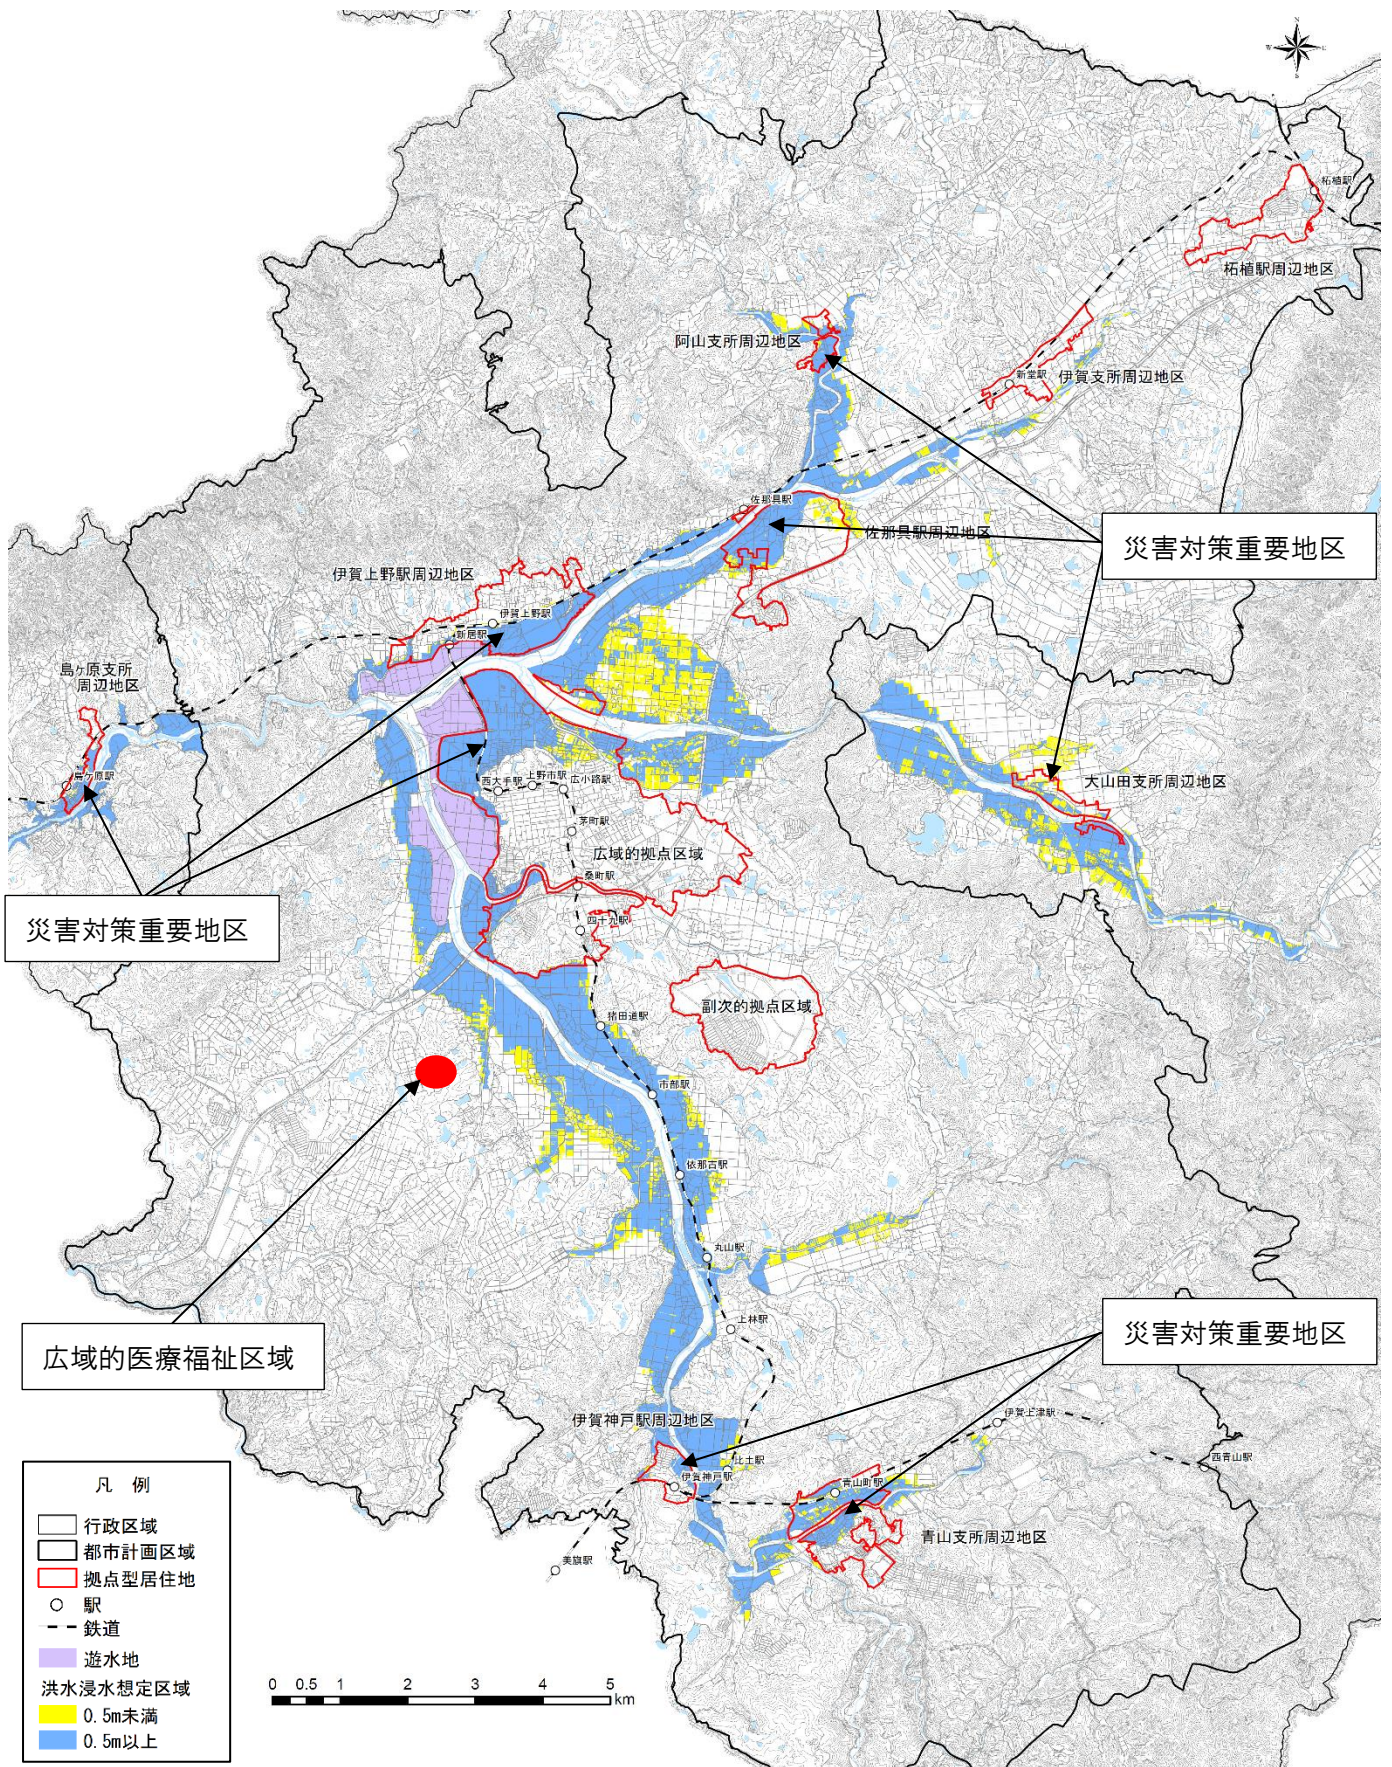 N
W
E
S
柘植駅
柘植駅周辺地区
阿山支所周辺地区
新堂駅
伊賀支所周辺地区
佐那具駅
佐那具駅周辺地区
災害対策重要地区
伊賀上野駅周辺地区
伊賀上野駅
新居駅
島ヶ原支所
周辺地区
島ヶ原駅
西大手駅
上野市駅
広小路駅
大山田支所周辺地区
茅町駅
広域的拠点区域
桑町駅
災害対策重要地区
四十九駅
副次的拠点区域
猪田道駅
市部駅
依那古駅
丸山駅
上林駅
災害対策重要地区
広域的医療福祉区域
伊賀神戸駅周辺地区
伊賀上津駅
西青山駅
比土駅
伊賀神戸駅
青山町駅
青山支所周辺地区
美旗駅
凡 例
行政区域
都市計画区域
拠点型居住地
駅
鉄道
遊水地
洪水浸水想定区域
0.5m未満
0.5m以上
0 0.5 1 2 3 4 5
km